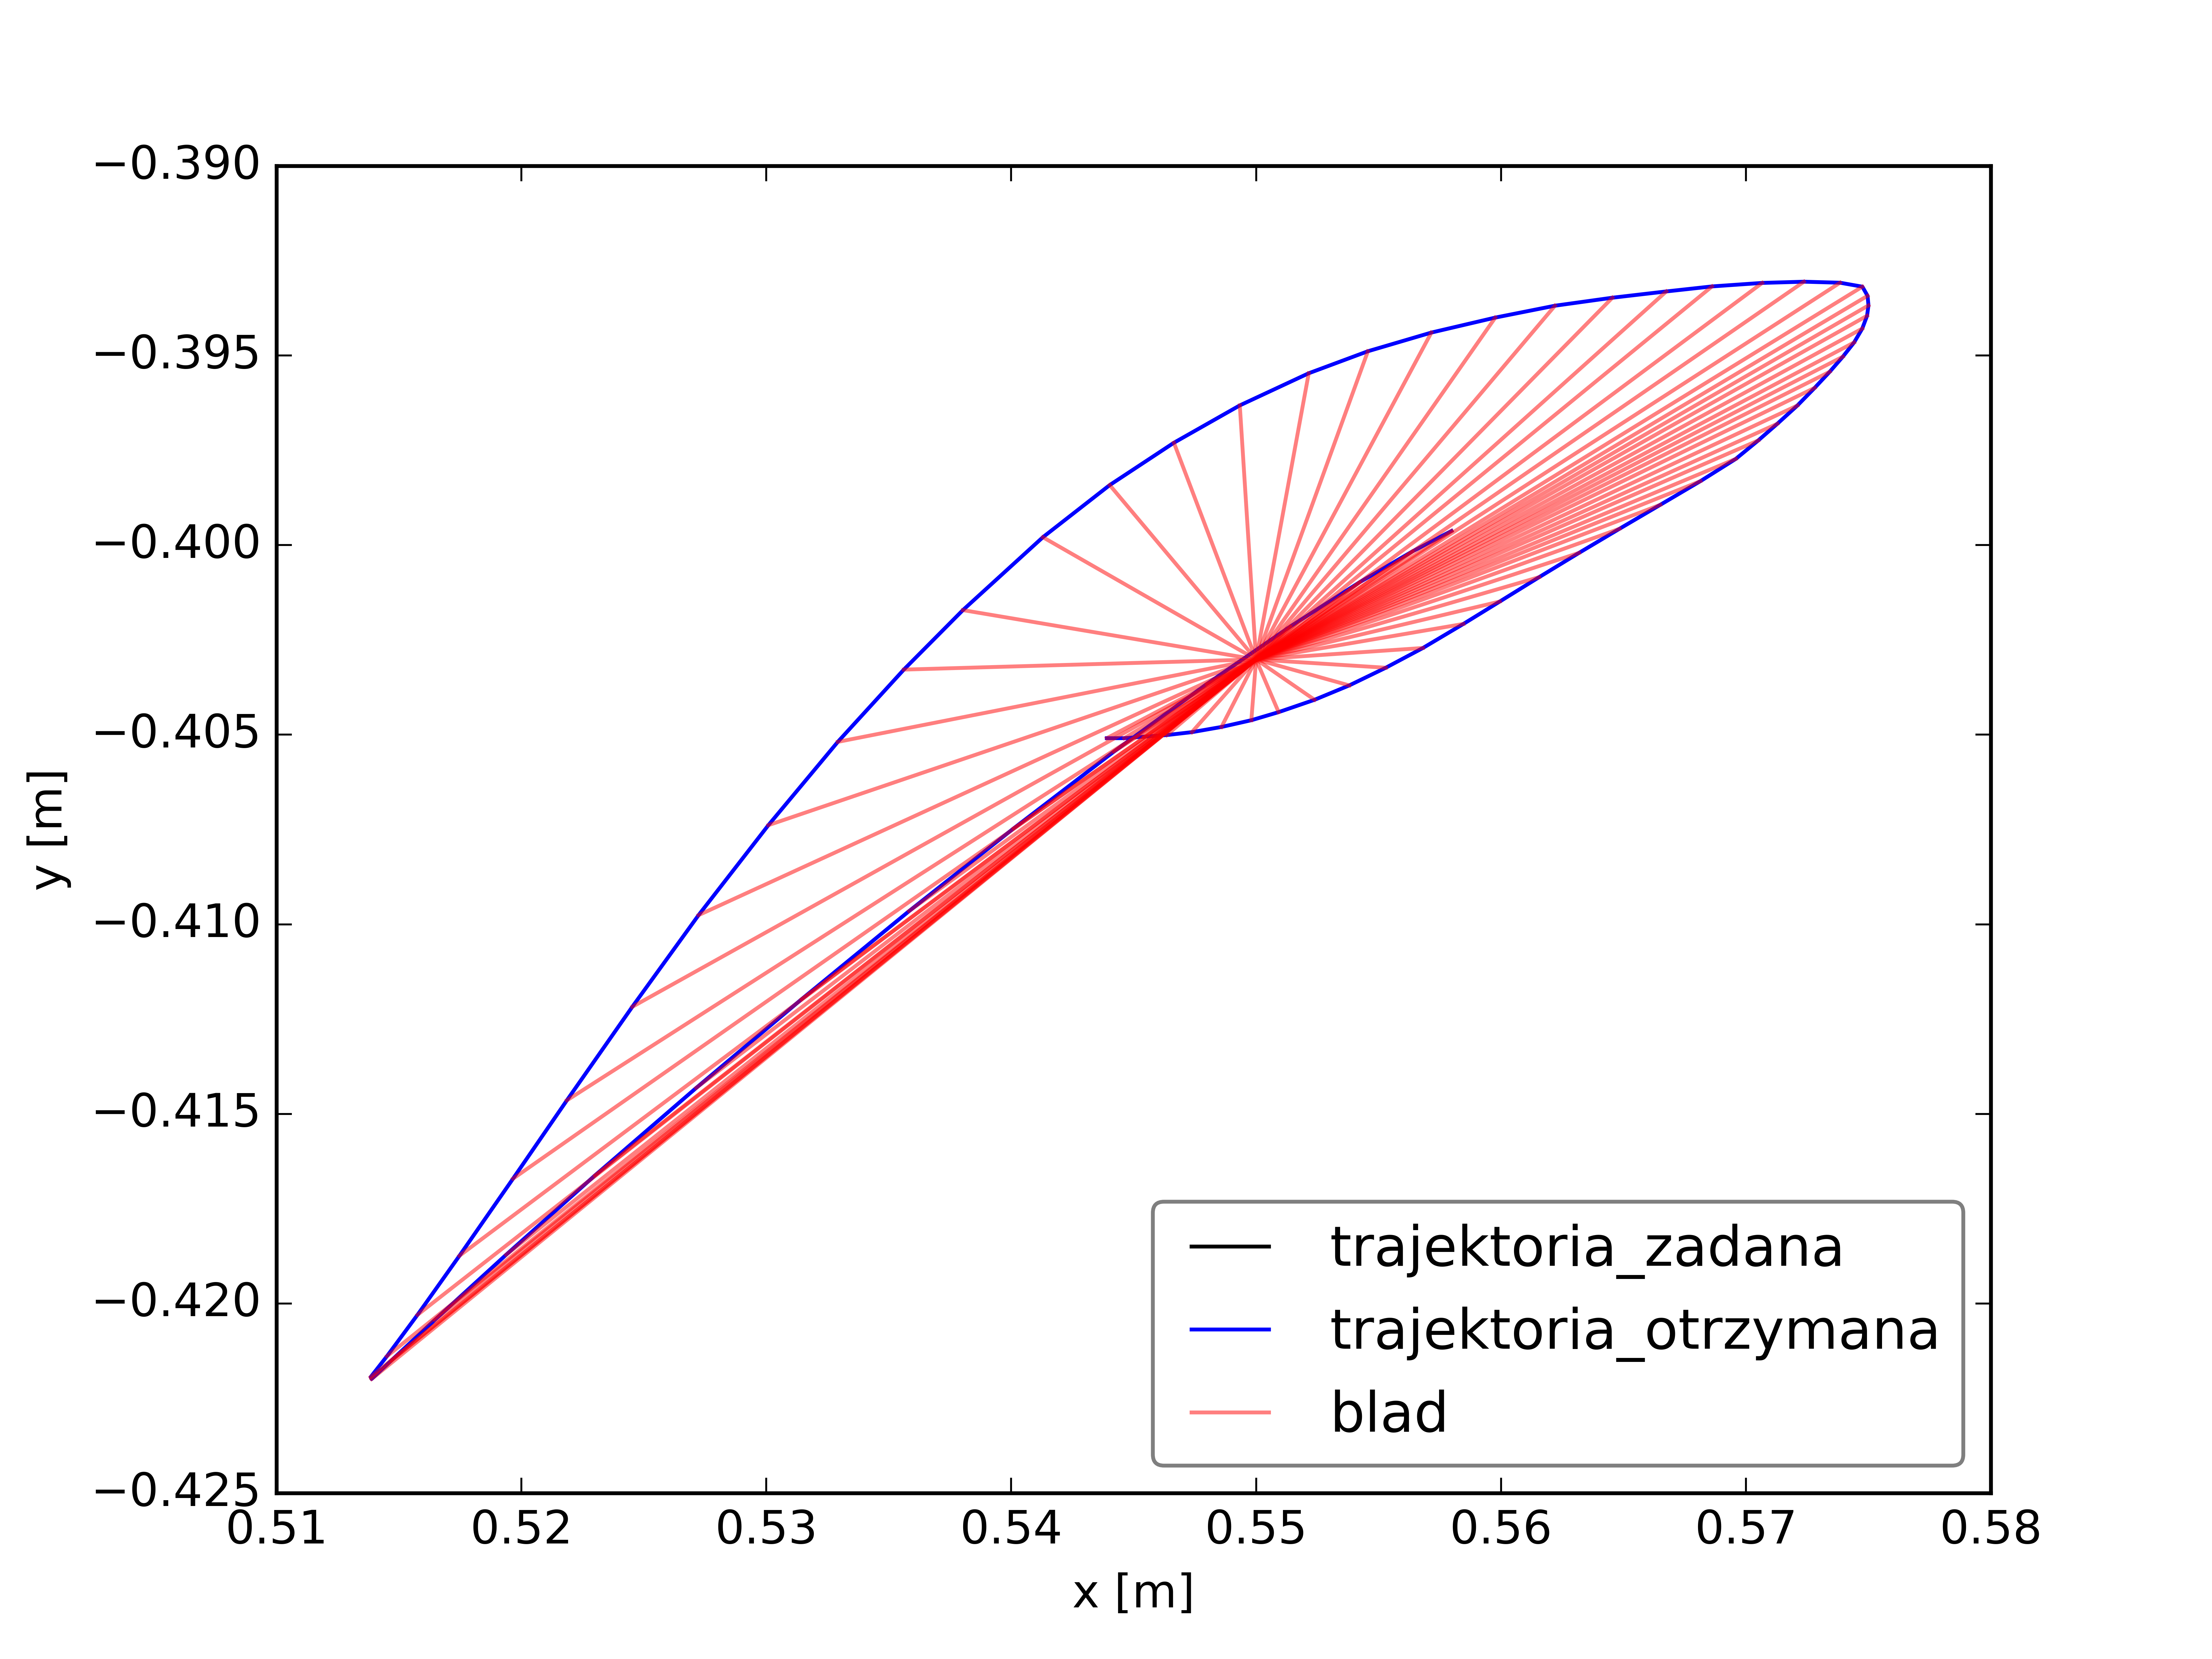 −0.390
−0.395
−0.400
−0.405
−0.410
−0.415
−0.420
−0.425
y [m]
0.51 0.52 0.53 0.54 0.55 0.56 0.57 0.58
x [m]
trajektoria_zadana
trajektoria_otrzymana
blad